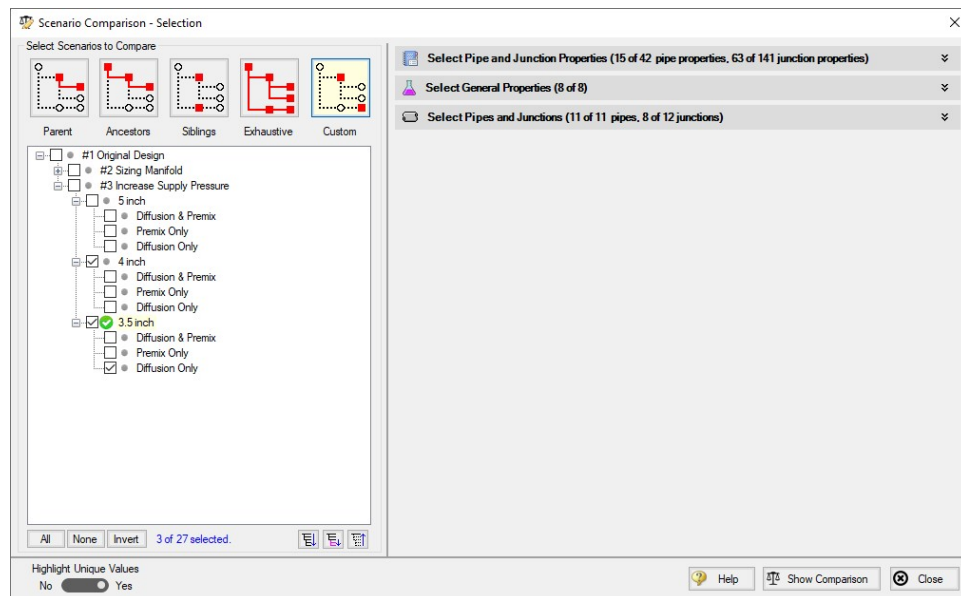 Scenario Comparison - Selection
Select Scenarios to Compare
Parent Ancestors Siblings Exhaustive Custom
#1 Original Design
#2 Sizing Manifold
#3 Increase Supply Pressure
5 inch
Diffusion & Premix
Premix Only
Diffusion Only
4 inch
Diffusion & Premix
Premix Only
Diffusion Only
3.5 inch
Diffusion & Premix
Premix Only
Diffusion Only
All None Invert 3 of 27 selected.
Highlight Unique Values
No Yes
Select Pipe and Junction Properties (15 of 42 pipe properties, 63 of 141 junction properties)
Select General Properties (8 of 8)
Select Pipes and Junctions (11 of 11 pipes, 8 of 12 junctions)
Help Show Comparison Close